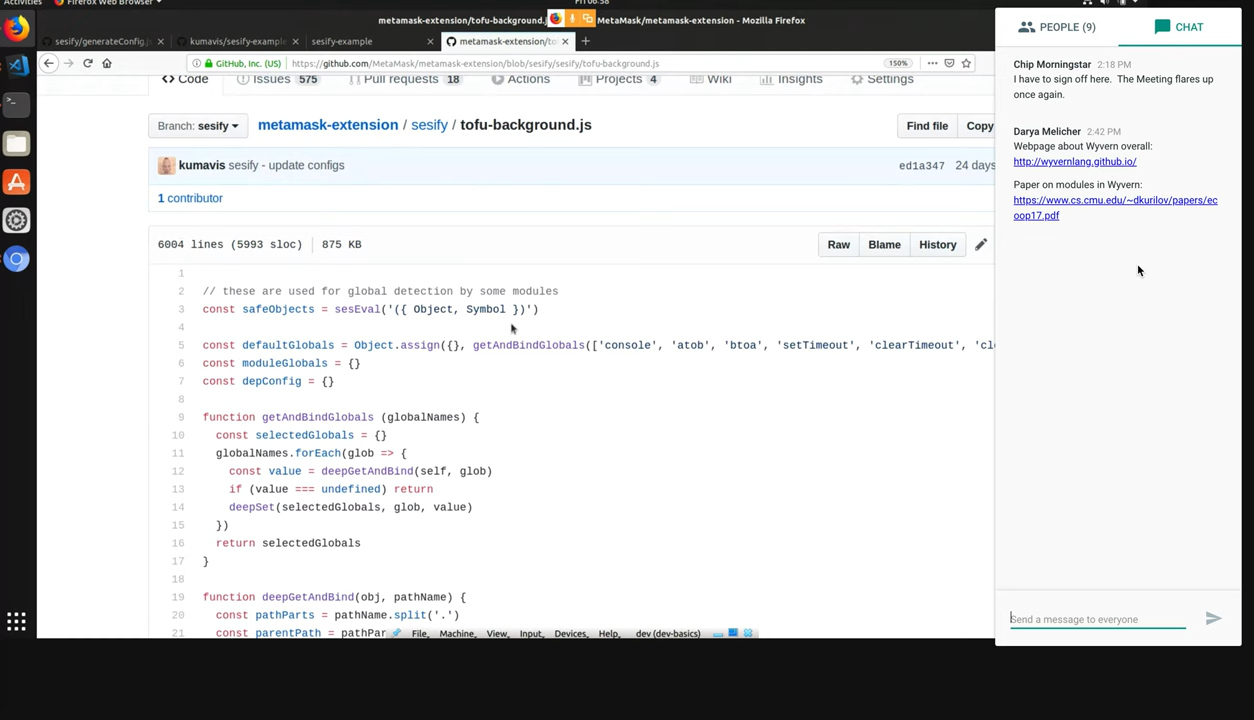 Activities
Firefox Web Browser
Fri 06:38
metamask-extension/tofu-background.j
MetaMask/metamask-extension - Mozilla Firefox
sesify/generateConfig.j
kumavis/sesify-example
sesify-example
metamask-extension/to
GitHub, Inc. (US)
https://github.com/MetaMask/metamask-extension/blob/sesify/sesify/tofu-background.js
150%
Code
Issues 575
Pull requests 18
Actions
Projects 4
Wiki
Insights
Settings
Branch: sesify
metamask-extension / sesify / tofu-background.js
Find file
Copy
kumavis sesify - update configs
ed1a347
24 days
1 contributor
6004 lines (5993 sloc)
875 KB
Raw
Blame
History
1
2 // these are used for global detection by some modules
3 const safeObjects = sesEval('({ Object, Symbol })')
4
5 const defaultGlobals = Object.assign({}, getAndBindGlobals(['console', 'atob', 'btoa', 'setTimeout', 'clearTimeout', 'cl
6 const moduleGlobals = {}
7 const depConfig = {}
8
9 function getAndBindGlobals (globalNames) {
10 const selectedGlobals = {}
11 globalNames.forEach(glob => {
12 const value = deepGetAndBind(self, glob)
13 if (value === undefined) return
14 deepSet(selectedGlobals, glob, value)
15 })
16 return selectedGlobals
17 }
18
19 function deepGetAndBind(obj, pathName) {
20 const pathParts = pathName.split('.')
21 const parentPath = pathPar
File
Machine
View
Input
Devices
Help
dev (dev-basics)
PEOPLE (9)
CHAT
Chip Morningstar 2:18 PM
I have to sign off here. The Meeting flares up
once again.
Darya Melicher 2:42 PM
Webpage about Wyvern overall:
http://wyvernlang.github.io/
Paper on modules in Wyvern:
https://www.cs.cmu.edu/~dkurilov/papers/ec
oop17.pdf
Send a message to everyone